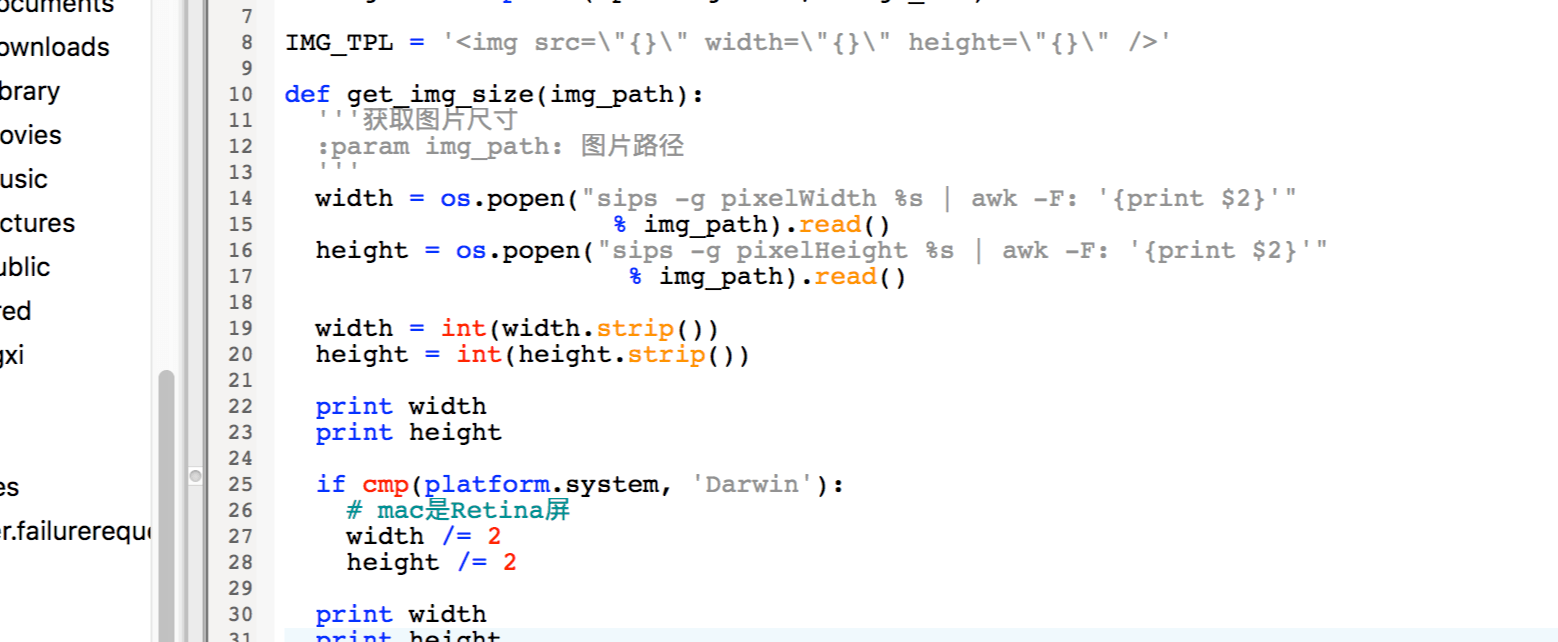 ocuments
ownloads
brary
ovies
usic
ctures
ublic
red
gxi
es
7
8 IMG_TPL = '<img src=\"{}\" width=\"{}\" height=\"{}\" />'
9
10 def get_img_size(img_path):
11 '''获取图片尺寸
12 :param img_path: 图片路径
13 '''
14 width = os.popen("sips -g pixelWidth %s | awk -F: '{print $2}'"
15 % img_path).read()
16 height = os.popen("sips -g pixelHeight %s | awk -F: '{print $2}'"
17 % img_path).read()
18
19 width = int(width.strip())
20 height = int(height.strip())
21
22 print width
23 print height
24
25 if cmp(platform.system, 'Darwin'):
26 # mac是Retina屏
27 width /= 2
28 height /= 2
29
30 print width
31 print height